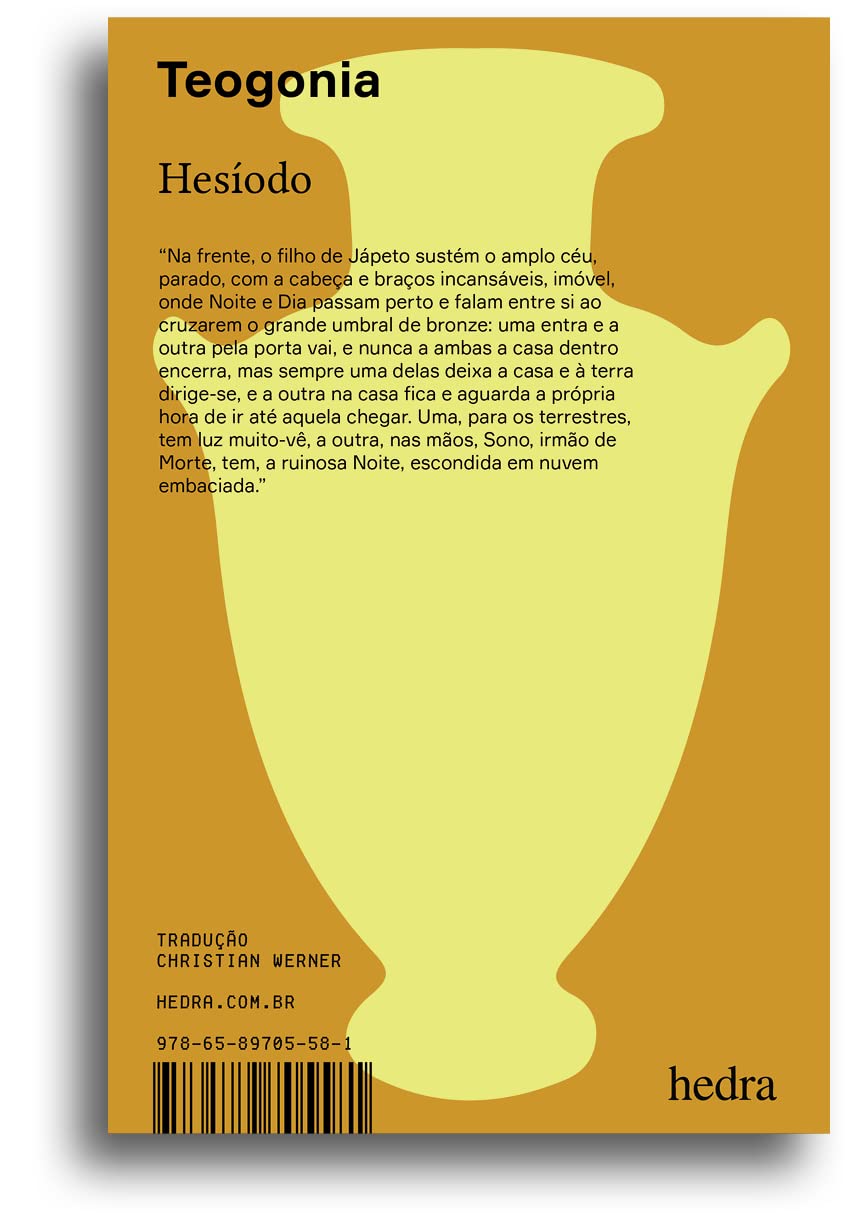 Teogonia
Hesíodo
“Na frente, o filho de Jápeto sustém o amplo céu,
parado, com a cabeça e braços incansáveis, imóvel,
onde Noite e Dia passam perto e falam entre si ao
cruzarem o grande umbral de bronze: uma entra e a
outra pela porta vai, e nunca a ambas a casa dentro
encerra, mas sempre uma delas deixa a casa e à terra
dirige-se, e a outra na casa fica e aguarda a própria
hora de ir até aquela chegar. Uma, para os terrestres,
tem luz muito-vê, a outra, nas mãos, Sono, irmão de
Morte, tem, a ruinosa Noite, escondida em nuvem
embaciada.”
TRADUÇÃO
CHRISTIAN WERNER
HEDRA.COM.BR
978-65-89705-58-1
hedra